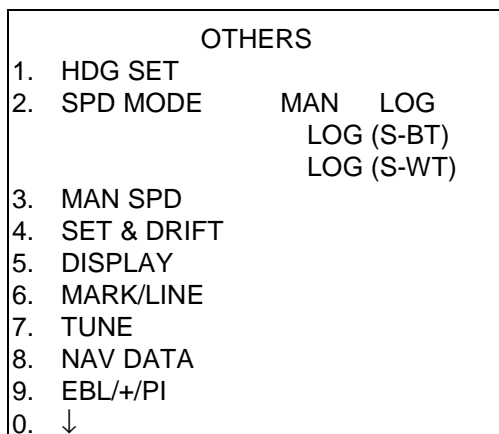 OTHERS
1. HDG SET
2. SPD MODE MAN LOG
LOG (S-BT)
LOG (S-WT)
3. MAN SPD
4. SET & DRIFT
5. DISPLAY
6. MARK/LINE
7. TUNE
8. NAV DATA
9. EBL/+/PI
0. ↓